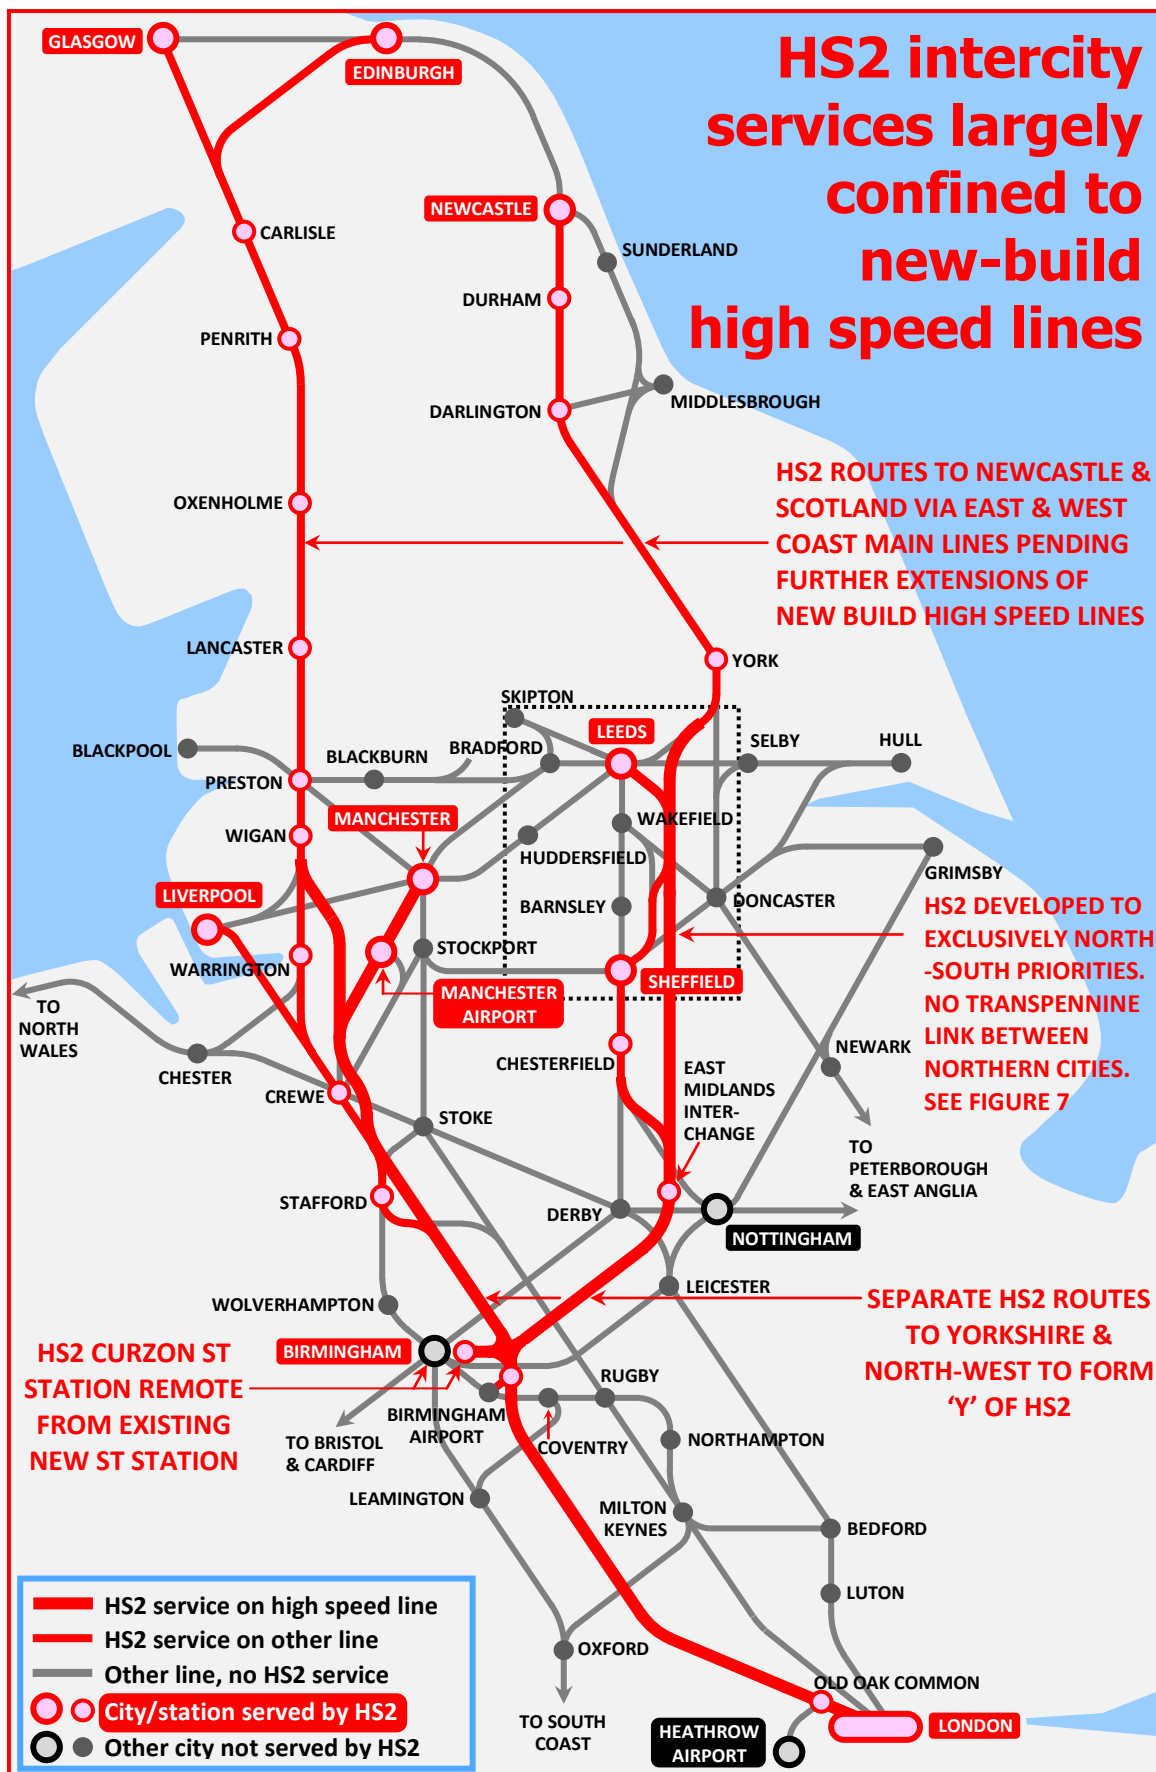 HS2 intercity
services largely
confined to
new-build
high speed lines
GLASGOW
EDINBURGH
NEWCASTLE
CARLISLE
SUNDERLAND
DURHAM
PENRITH
DARLINGTON
MIDDLESBROUGH
HS2 ROUTES TO NEWCASTLE &
SCOTLAND VIA EAST & WEST
COAST MAIN LINES PENDING
FURTHER EXTENSIONS OF
NEW BUILD HIGH SPEED LINES
OXENHOLME
LANCASTER
YORK
SKIPTON
LEEDS
BLACKPOOL
BLACKBURN
BRADFORD
SELBY
HULL
PRESTON
MANCHESTER
WIGAN
WAKEFIELD
HUDDERSFIELD
GRIMSBY
LIVERPOOL
BARNSLEY
DONCASTER
HS2 DEVELOPED TO
EXCLUSIVELY NORTH
-SOUTH PRIORITIES.
NO TRANSPENNINE
LINK BETWEEN
NORTHERN CITIES.
SEE FIGURE 7
STOCKPORT
WARRINGTON
SHEFFIELD
MANCHESTER
AIRPORT
TO
NORTH
WALES
CHESTER
CHESTERFIELD
NEWARK
EAST
MIDLANDS
INTER-
CHANGE
CREWE
STOKE
TO
PETERBOROUGH
& EAST ANGLIA
STAFFORD
DERBY
NOTTINGHAM
LEICESTER
WOLVERHAMPTON
SEPARATE HS2 ROUTES
TO YORKSHIRE &
NORTH-WEST TO FORM
‘Y’ OF HS2
HS2 CURZON ST
STATION REMOTE
FROM EXISTING
NEW ST STATION
BIRMINGHAM
RUGBY
BIRMINGHAM
AIRPORT
COVENTRY
NORTHAMPTON
TO BRISTOL
& CARDIFF
LEAMINGTON
MILTON
KEYNES
BEDFORD
LUTON
OXFORD
OLD OAK COMMON
TO SOUTH
COAST
HEATHROW
AIRPORT
LONDON
HS2 service on high speed line
HS2 service on other line
Other line, no HS2 service
City/station served by HS2
Other city not served by HS2